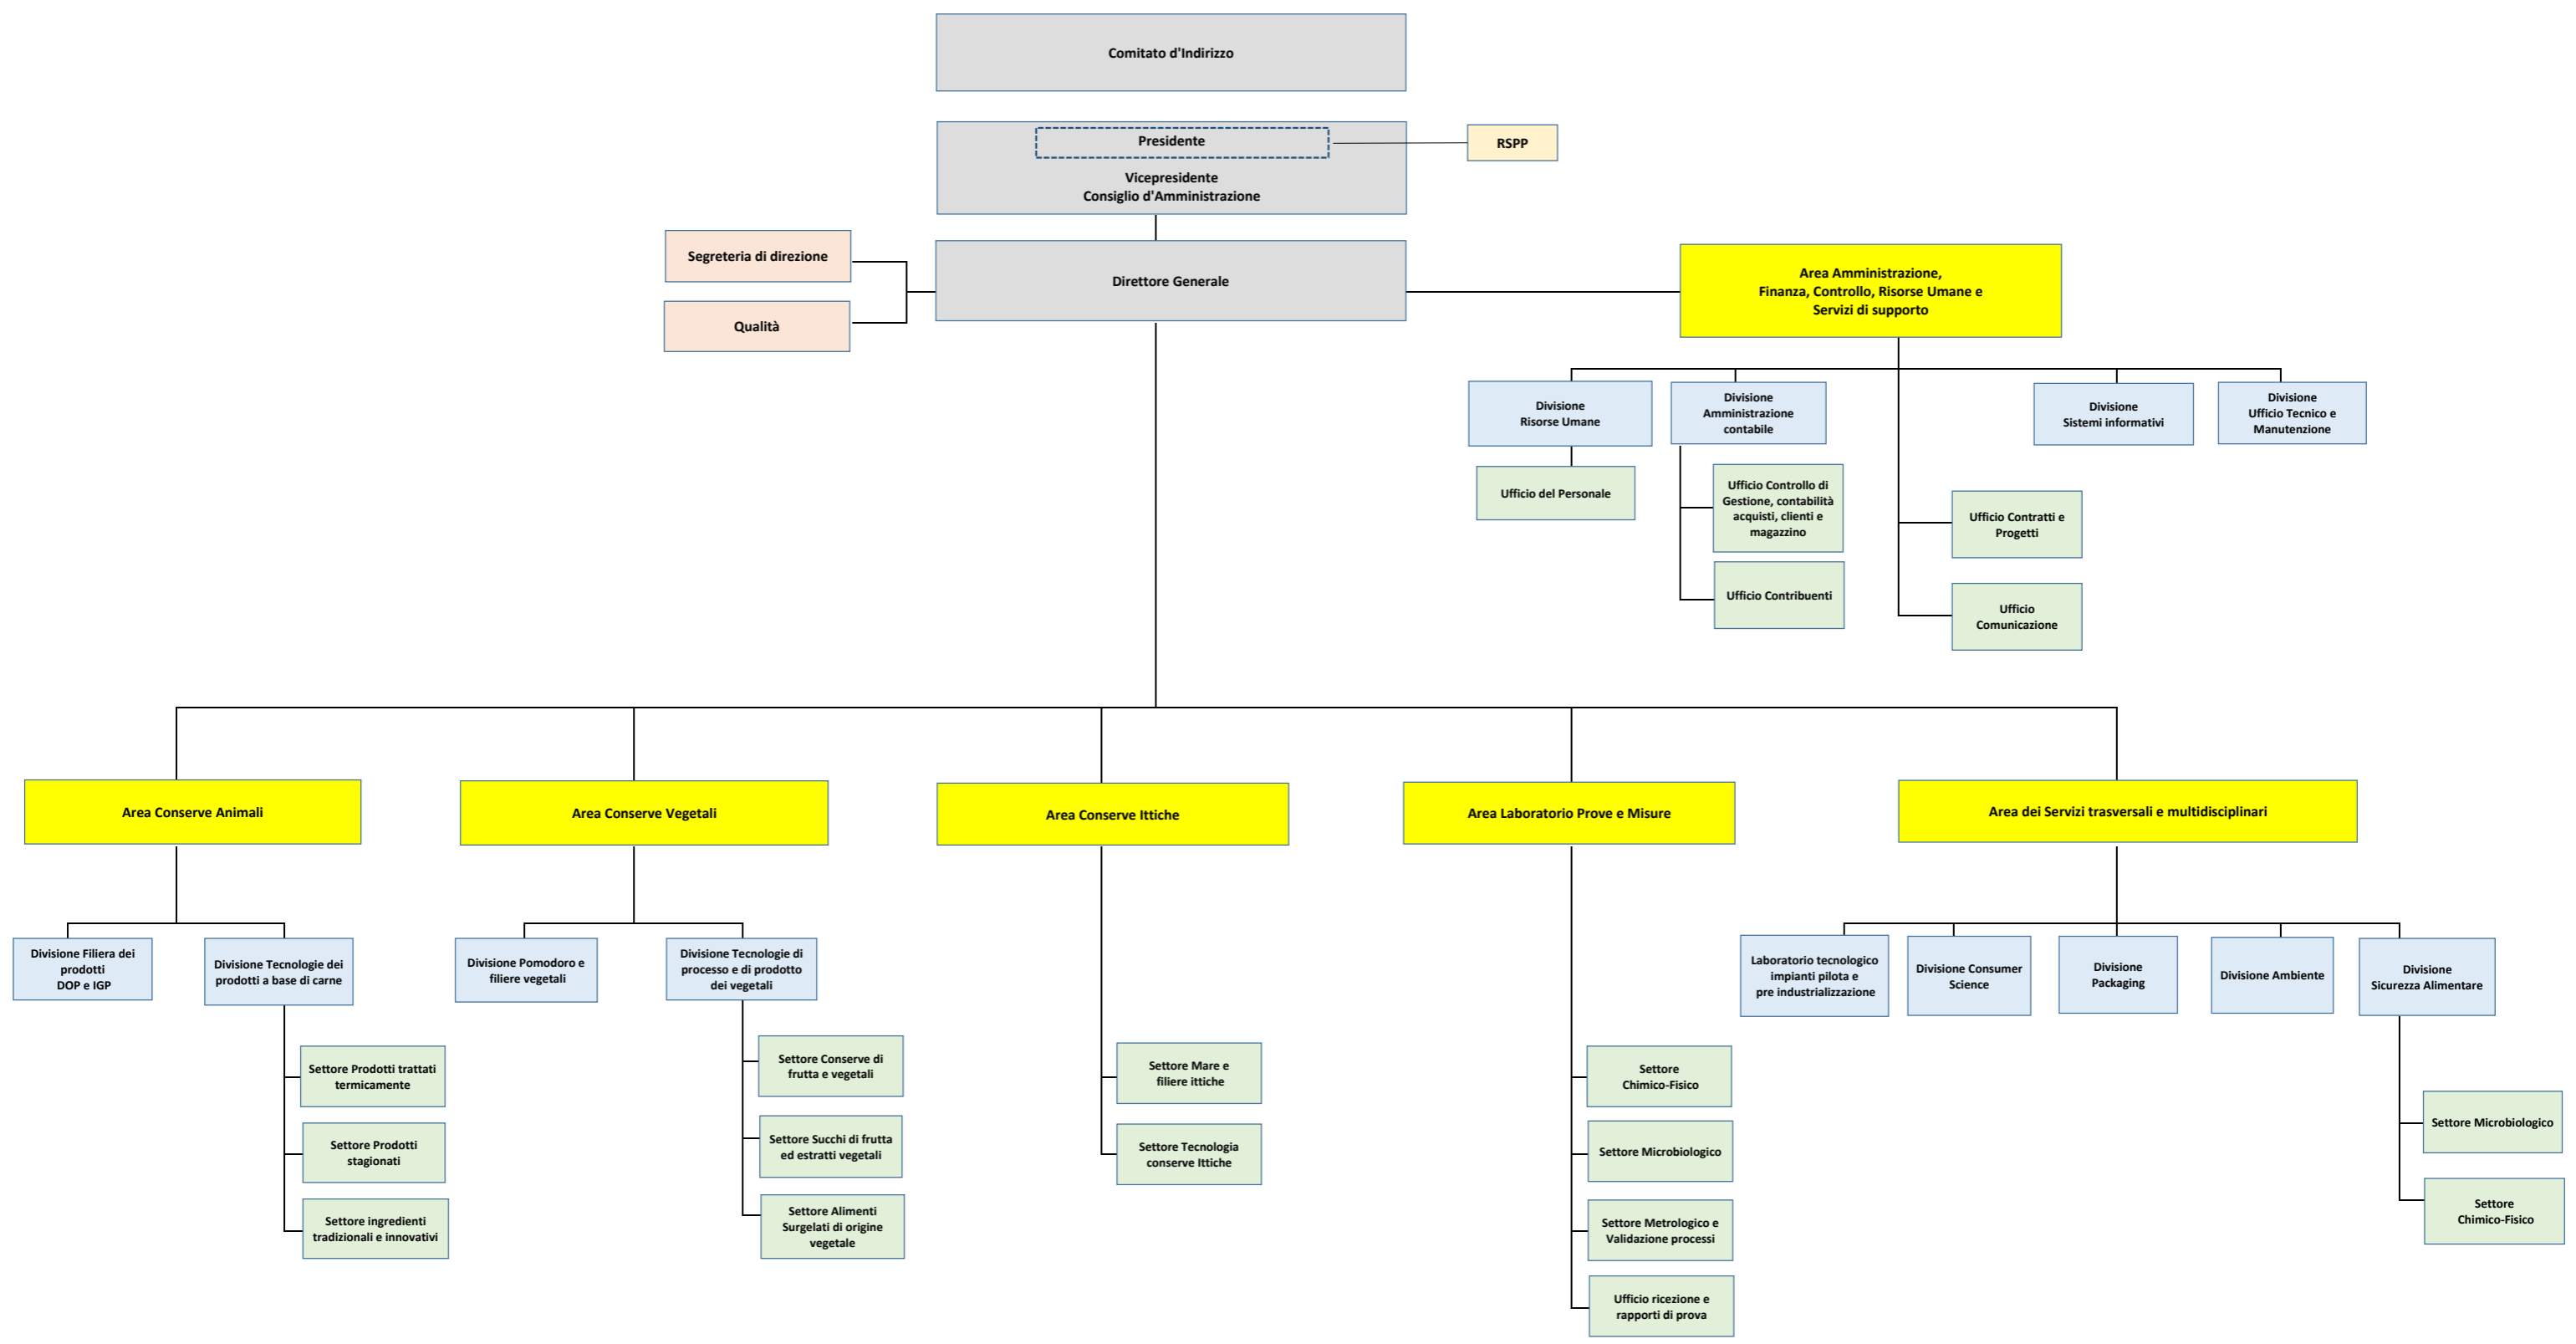 Comitato d'Indirizzo
Presidente
RSPP
Vicepresidente
Consiglio d'Amministrazione
Segreteria di direzione
Qualità
Direttore Generale
Area Amministrazione,
Finanza, Controllo, Risorse Umane e
Servizi di supporto
Divisione
Risorse Umane
Divisione
Amministrazione
contabile
Divisione
Sistemi informativi
Divisione
Ufficio Tecnico e
Manutenzione
Ufficio del Personale
Ufficio Controllo di
Gestione, contabilità
acquisti, clienti e
magazzino
Ufficio Contribuenti
Ufficio Contratti e
Progetti
Ufficio
Comunicazione
Area Conserve Animali
Area Conserve Vegetali
Area Conserve Ittiche
Area Laboratorio Prove e Misure
Area dei Servizi trasversali e multidisciplinari
Divisione Filiera dei
prodotti
DOP e IGP
Divisione Tecnologie dei
prodotti a base di carne
Divisione Pomodoro e
filiere vegetali
Divisione Tecnologie di
processo e di prodotto
dei vegetali
Laboratorio tecnologico
impianti pilota e
pre industrializzazione
Divisione Consumer
Science
Divisione
Packaging
Divisione Ambiente
Divisione
Sicurezza Alimentare
Settore Prodotti trattati
termicamente
Settore Prodotti
stagionati
Settore ingredienti
tradizionali e innovativi
Settore Conserve di
frutta e vegetali
Settore Succhi di frutta
ed estratti vegetali
Settore Alimenti
Surgelati di origine
vegetale
Settore Mare e
filiere ittiche
Settore Tecnologia
conserve Ittiche
Settore
Chimico-Fisico
Settore Microbiologico
Settore Metrologico e
Validazione processi
Ufficio ricezione e
rapporti di prova
Settore Microbiologico
Settore
Chimico-Fisico